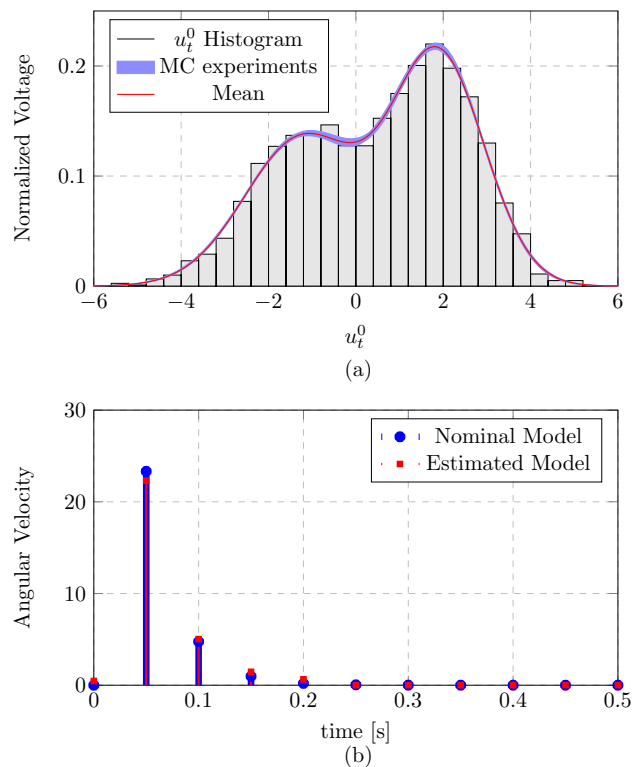 u_t^0 Histogram
MC experiments
Mean
Normalized Voltage
0.2
0.1
0
−6 −4 −2 0 2 4 6
u_t^0
(a)
Nominal Model
Estimated Model
Angular Velocity
30
20
10
0
0 0.1 0.2 0.3 0.4 0.5
time [s]
(b)